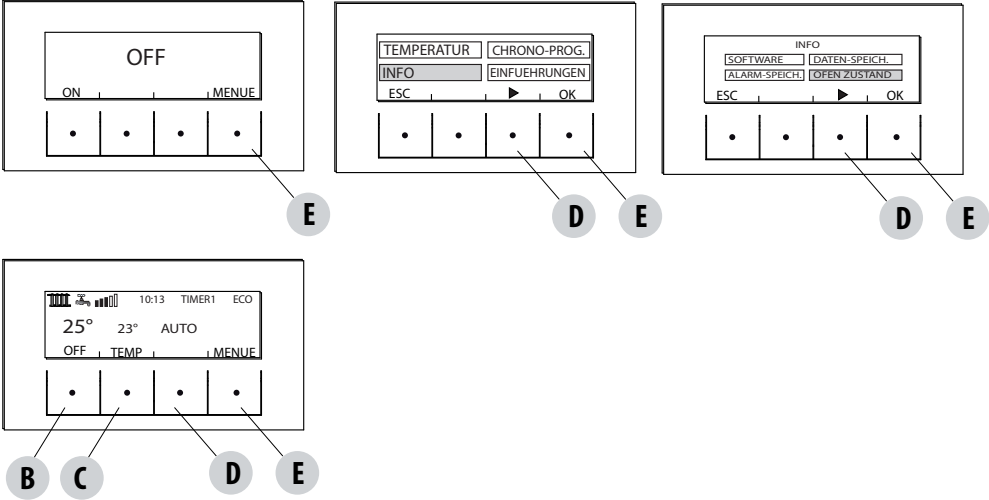 OFF
ON MENUE
E
TEMPERATUR CHRONO-PROG.
INFO EINFUEHRUNGEN
ESC ▶ OK
D E
INFO
SOFTWARE DATEN-SPEICH.
ALARM-SPEICH. OFEN ZUSTAND
ESC ▶ OK
D E
10:13 TIMER1 ECO
25° 23° AUTO
OFF TEMP MENUE
B C D E